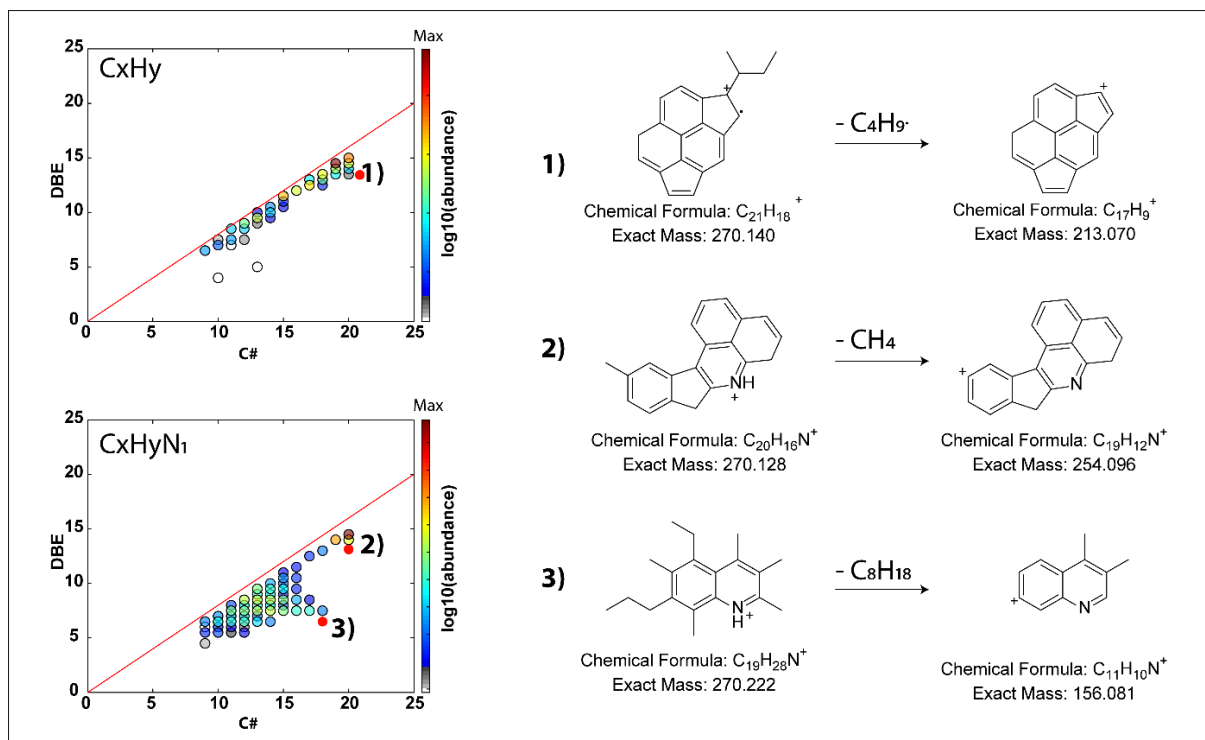 Max
25
20
15
10
5
0
DBE
CxHy
1)
0
5
10
15
20
25
C#
log10(abundance)
Max
25
20
15
10
5
0
DBE
CxHyN1
2)
3)
0
5
10
15
20
25
C#
log10(abundance)
1)
+
·
- C4H9·
+
Chemical Formula: C21H18 +
Exact Mass: 270.140
Chemical Formula: C17H9+
Exact Mass: 213.070
2)
NH
+
- CH4
+
N
Chemical Formula: C20H16N+
Exact Mass: 270.128
Chemical Formula: C19H12N+
Exact Mass: 254.096
3)
N+
H
- C8H18
+
N
Chemical Formula: C19H28N+
Exact Mass: 270.222
Chemical Formula: C11H10N+
Exact Mass: 156.081